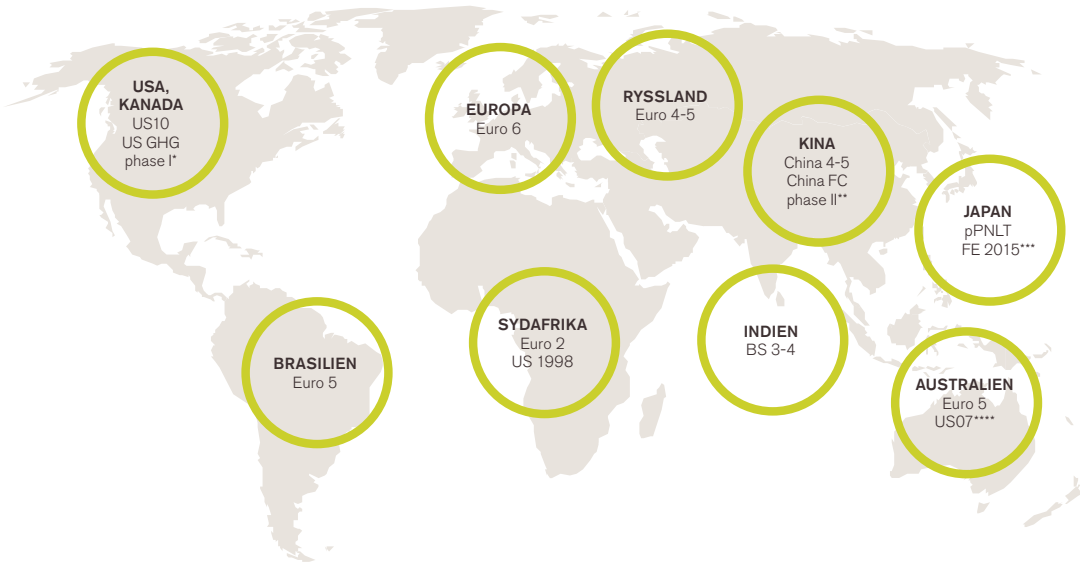 USA,
KANADA
US10
US GHG
phase I*
EUROPA
Euro 6
RYSSLAND
Euro 4-5
KINA
China 4-5
China FC
phase II**
JAPAN
pPNLT
FE 2015***
BRASILIEN
Euro 5
SYDAFRIKA
Euro 2
US 1998
INDIEN
BS 3-4
AUSTRALIEN
Euro 5
US07****